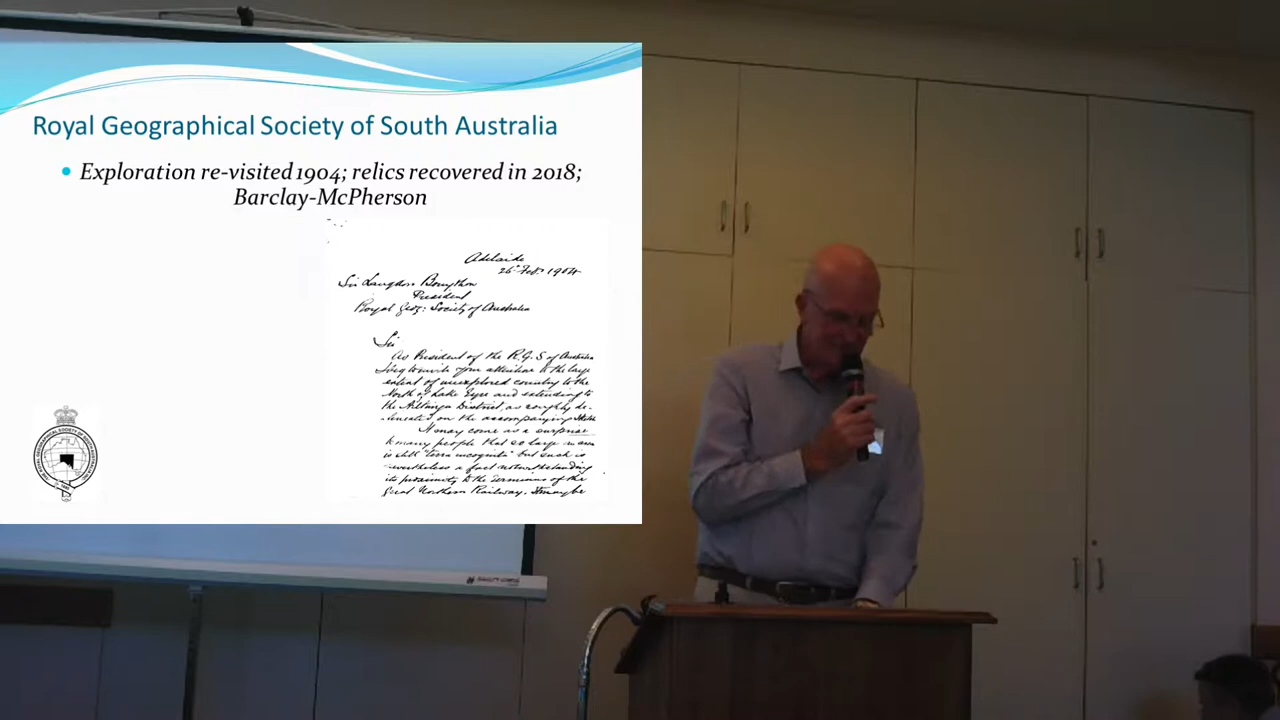 Royal Geographical Society of South Australia
• Exploration re-visited 1904; relics recovered in 2018;
Barclay-McPherson
Adelaide
26 Feb. 1904
Sir Langdon Bonython
President
Royal Geog: Society of Australia
Sir
As President of the R.G.S of Australia
I beg to invite your attention to the large
extent of unexplored country to the
North of Lake Eyre and extending to
the Altunga District, as roughly de-
lineated on the accompanying
It may come as a surprise
to many people that so large an area
is still "terra incognita" but such is
nevertheless a fact notwithstanding
its proximity to the terminus of the
Great Northern Railway. It may be